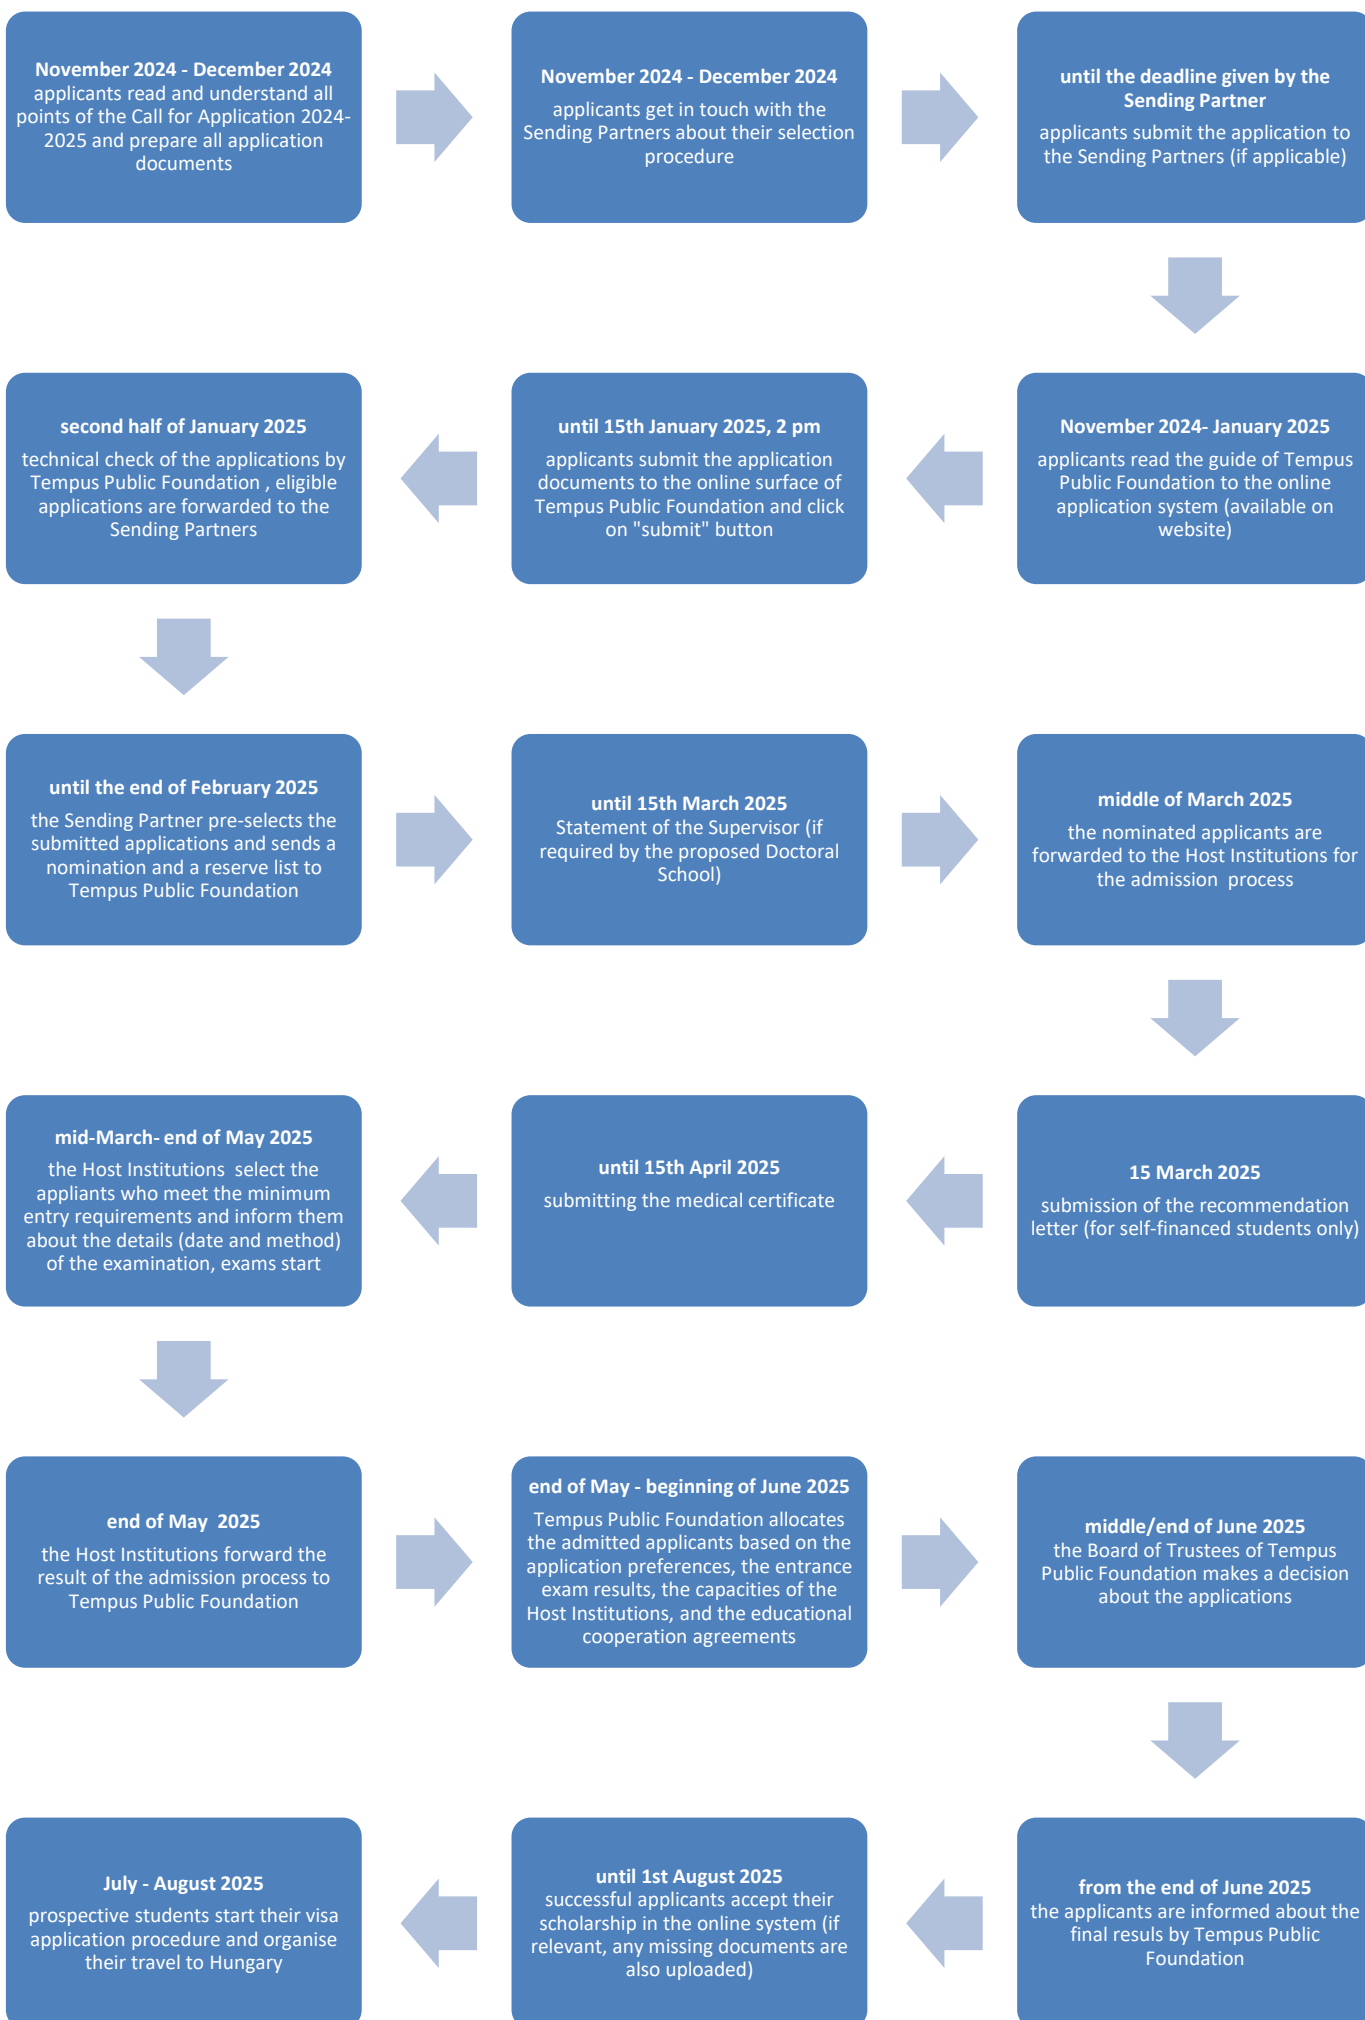 November 2024 - December 2024
applicants read and understand all
points of the Call for Application 2024-
2025 and prepare all application
documents
November 2024 - December 2024
applicants get in touch with the
Sending Partners about their selection
procedure
until the deadline given by the
Sending Partner
applicants submit the application to
the Sending Partners (if applicable)
November 2024- January 2025
applicants read the guide of Tempus
Public Foundation to the online
application system (available on
website)
until 15th January 2025, 2 pm
applicants submit the application
documents to the online surface of
Tempus Public Foundation and click
on "submit" button
second half of January 2025
technical check of the applications by
Tempus Public Foundation , eligible
applications are forwarded to the
Sending Partners
until the end of February 2025
the Sending Partner pre-selects the
submitted applications and sends a
nomination and a reserve list to
Tempus Public Foundation
until 15th March 2025
Statement of the Supervisor (if
required by the proposed Doctoral
School)
middle of March 2025
the nominated applicants are
forwarded to the Host Institutions for
the admission  process
15 March 2025
submission of the recommendation
letter (for self-financed students only)
until 15th April 2025
submitting the medical certificate
mid-March- end of May 2025
the Host Institutions  select the
appliants who meet the minimum
entry requirements and inform them
about the details (date and method)
of the examination, exams start
end of May  2025
the Host Institutions forward the
result of the admission process to
Tempus Public Foundation
end of May - beginning of June 2025
Tempus Public Foundation allocates
the admitted applicants based on the
application preferences, the entrance
exam results, the capacities of the
Host Institutions, and the educational
cooperation agreements
middle/end of June 2025
the Board of Trustees of Tempus
Public Foundation makes a decision
about the applications
from the end of June 2025
the applicants are informed about the
final resuls by Tempus Public
Foundation
until 1st August 2025
successful applicants accept their
scholarship in the online system (if
relevant, any missing documents are
also uploaded)
July - August 2025
prospective students start their visa
application procedure and organise
their travel to Hungary